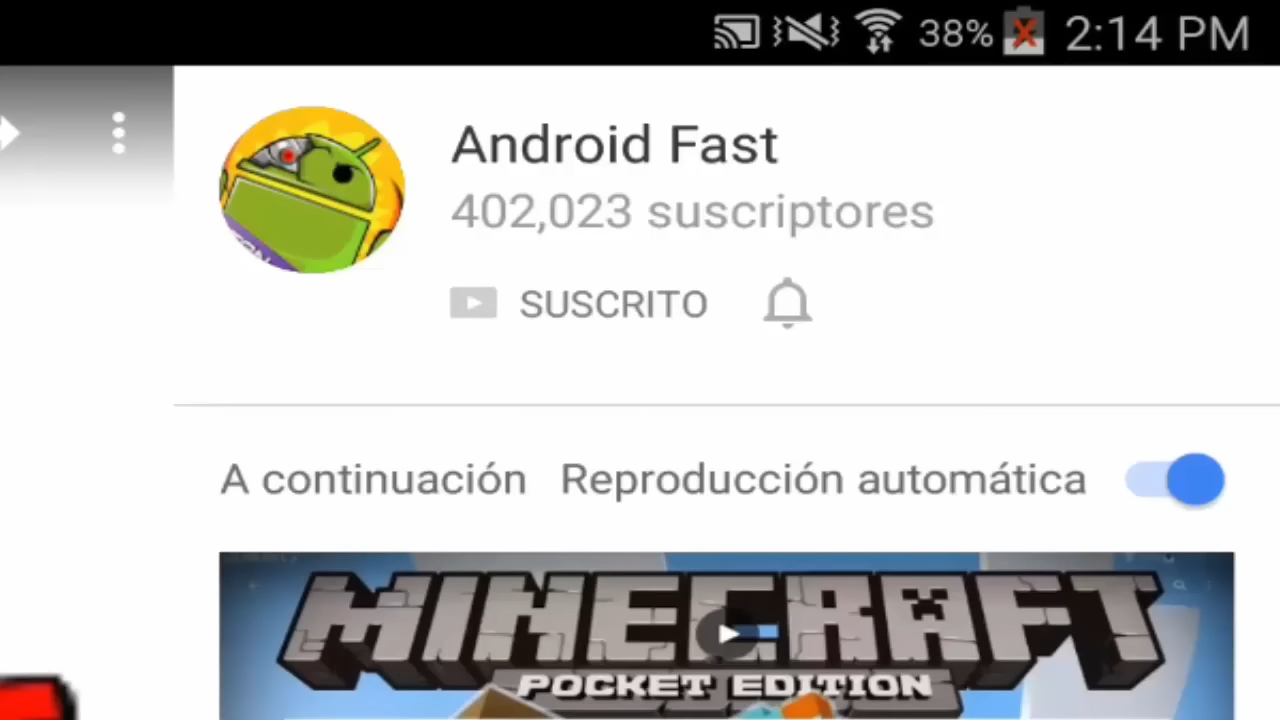 38% 2:14 PM
Android Fast
402,023 suscriptores
SUSCRITO
A continuación Reproducción automática
MINECRAFT
POCKET EDITION